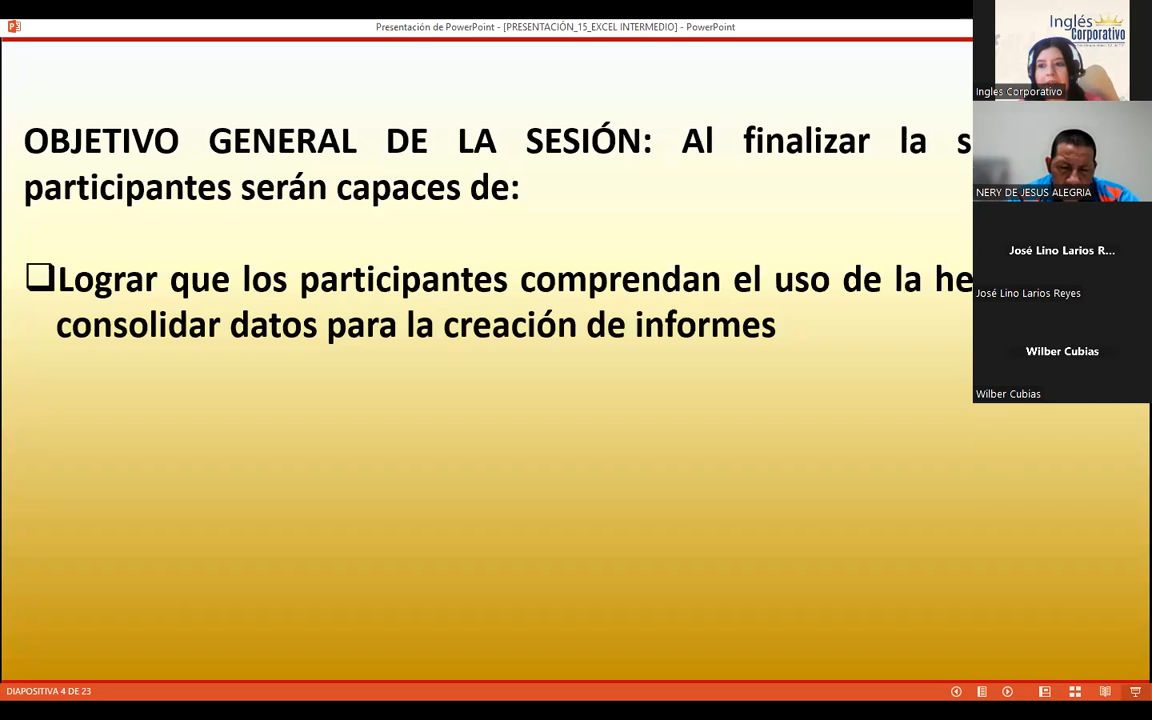 Presentación de PowerPoint - [PRESENTACIÓN_15_EXCEL INTERMEDIO] - PowerPoint
Inglés
Corporativo
Ingles Corporativo
OBJETIVO GENERAL DE LA SESIÓN: Al finalizar la s
participantes serán capaces de:
NERY DE JESUS ALEGRIA
José Lino Larios R...
❑Lograr que los participantes comprendan el uso de la he
José Lino Larios Reyes
consolidar datos para la creación de informes
Wilber Cubias
Wilber Cubias
DIAPOSITIVA 4 DE 23